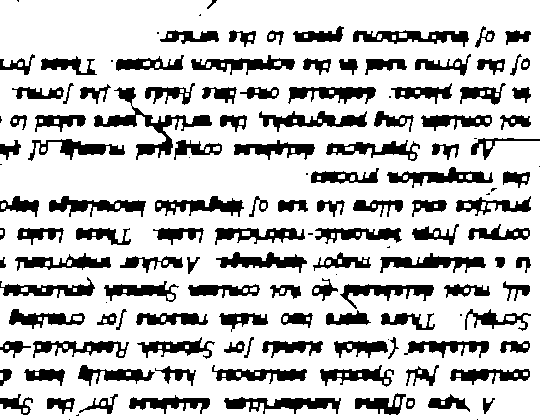 A new offline handwritten database for the Sp
contains full Spanish sentences, has recently been d
ous database (which stands for Spanish Restricted-do
Script). There were two main reasons for creating
all, most databases do not contain Spanish sentences,
is a widespread major language. Another important r
corpus from semantic-restricted tasks. These tasks c
practice and allow the use of linguistic knowledge beyo
the recognition process.
As the Spartacus database consisted mainly of sho
not contain long paragraphs, the writers were asked to c
in fixed places: dedicated one-line fields in the forms.
of the forms used in the acquisition process. These form
set of instructions given to the writer.